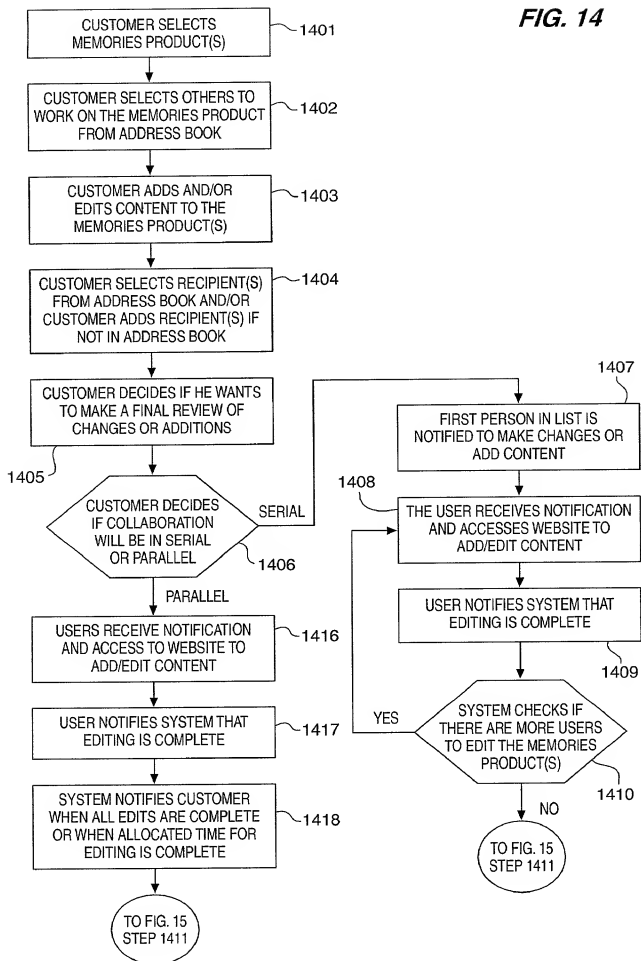 FIG. 14
CUSTOMER SELECTS
MEMORIES PRODUCT(S)
1401
CUSTOMER SELECTS OTHERS TO
WORK ON THE MEMORIES PRODUCT
FROM ADDRESS BOOK
1402
CUSTOMER ADDS AND/OR
EDITS CONTENT TO THE
MEMORIES PRODUCT(S)
1403
CUSTOMER SELECTS RECIPIENT(S)
FROM ADDRESS BOOK AND/OR
CUSTOMER ADDS RECIPIENT(S) IF
NOT IN ADDRESS BOOK
1404
CUSTOMER DECIDES IF HE WANTS
TO MAKE A FINAL REVIEW OF
CHANGES OR ADDITIONS
1405
CUSTOMER DECIDES
IF COLLABORATION
WILL BE IN SERIAL
OR PARALLEL
1406
SERIAL
PARALLEL
USERS RECEIVE NOTIFICATION
AND ACCESS TO WEBSITE TO
ADD/EDIT CONTENT
1416
USER NOTIFIES SYSTEM THAT
EDITING IS COMPLETE
1417
SYSTEM NOTIFIES CUSTOMER
WHEN ALL EDITS ARE COMPLETE
OR WHEN ALLOCATED TIME FOR
EDITING IS COMPLETE
1418
TO FIG. 15
STEP 1411
1407
FIRST PERSON IN LIST IS
NOTIFIED TO MAKE CHANGES OR
ADD CONTENT
1408
THE USER RECEIVES NOTIFICATION
AND ACCESSES WEBSITE TO
ADD/EDIT CONTENT
USER NOTIFIES SYSTEM THAT
EDITING IS COMPLETE
1409
YES
SYSTEM CHECKS IF
THERE ARE MORE USERS
TO EDIT THE MEMORIES
PRODUCT(S)
1410
NO
TO FIG. 15
STEP 1411